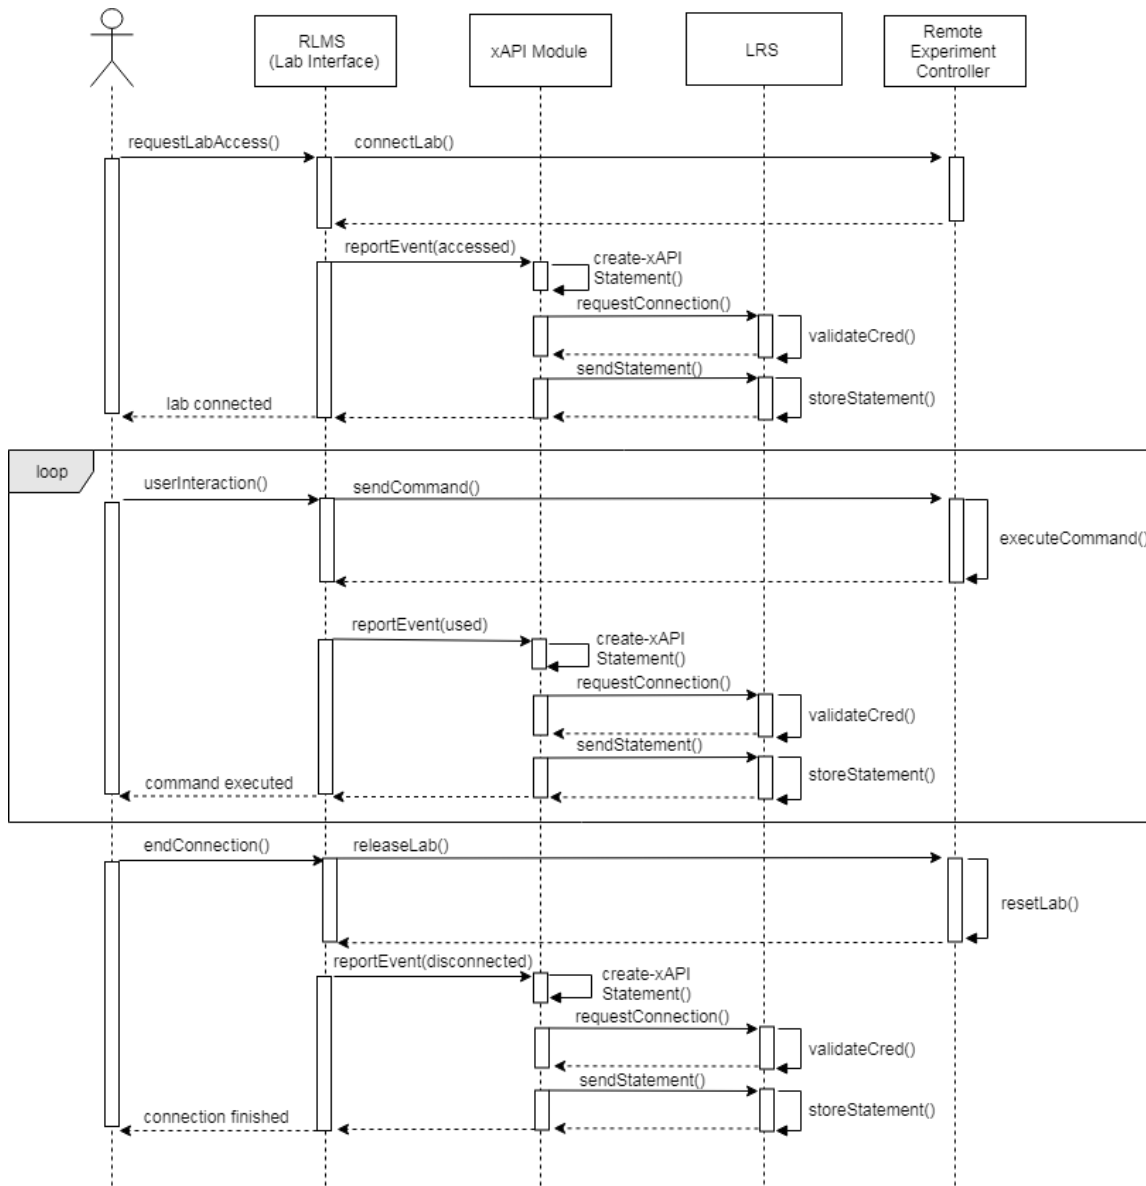 RLMS
(Lab Interface)
xAPI Module
LRS
Remote
Experiment
Controller
requestLabAccess()
connectLab()
reportEvent(accessed)
create-xAPI
Statement()
requestConnection()
validateCred()
sendStatement()
storeStatement()
lab connected
loop
userInteraction()
sendCommand()
executeCommand()
reportEvent(used)
create-xAPI
Statement()
requestConnection()
validateCred()
sendStatement()
storeStatement()
command executed
endConnection()
releaseLab()
resetLab()
reportEvent(disconnected)
create-xAPI
Statement()
requestConnection()
validateCred()
sendStatement()
storeStatement()
connection finished